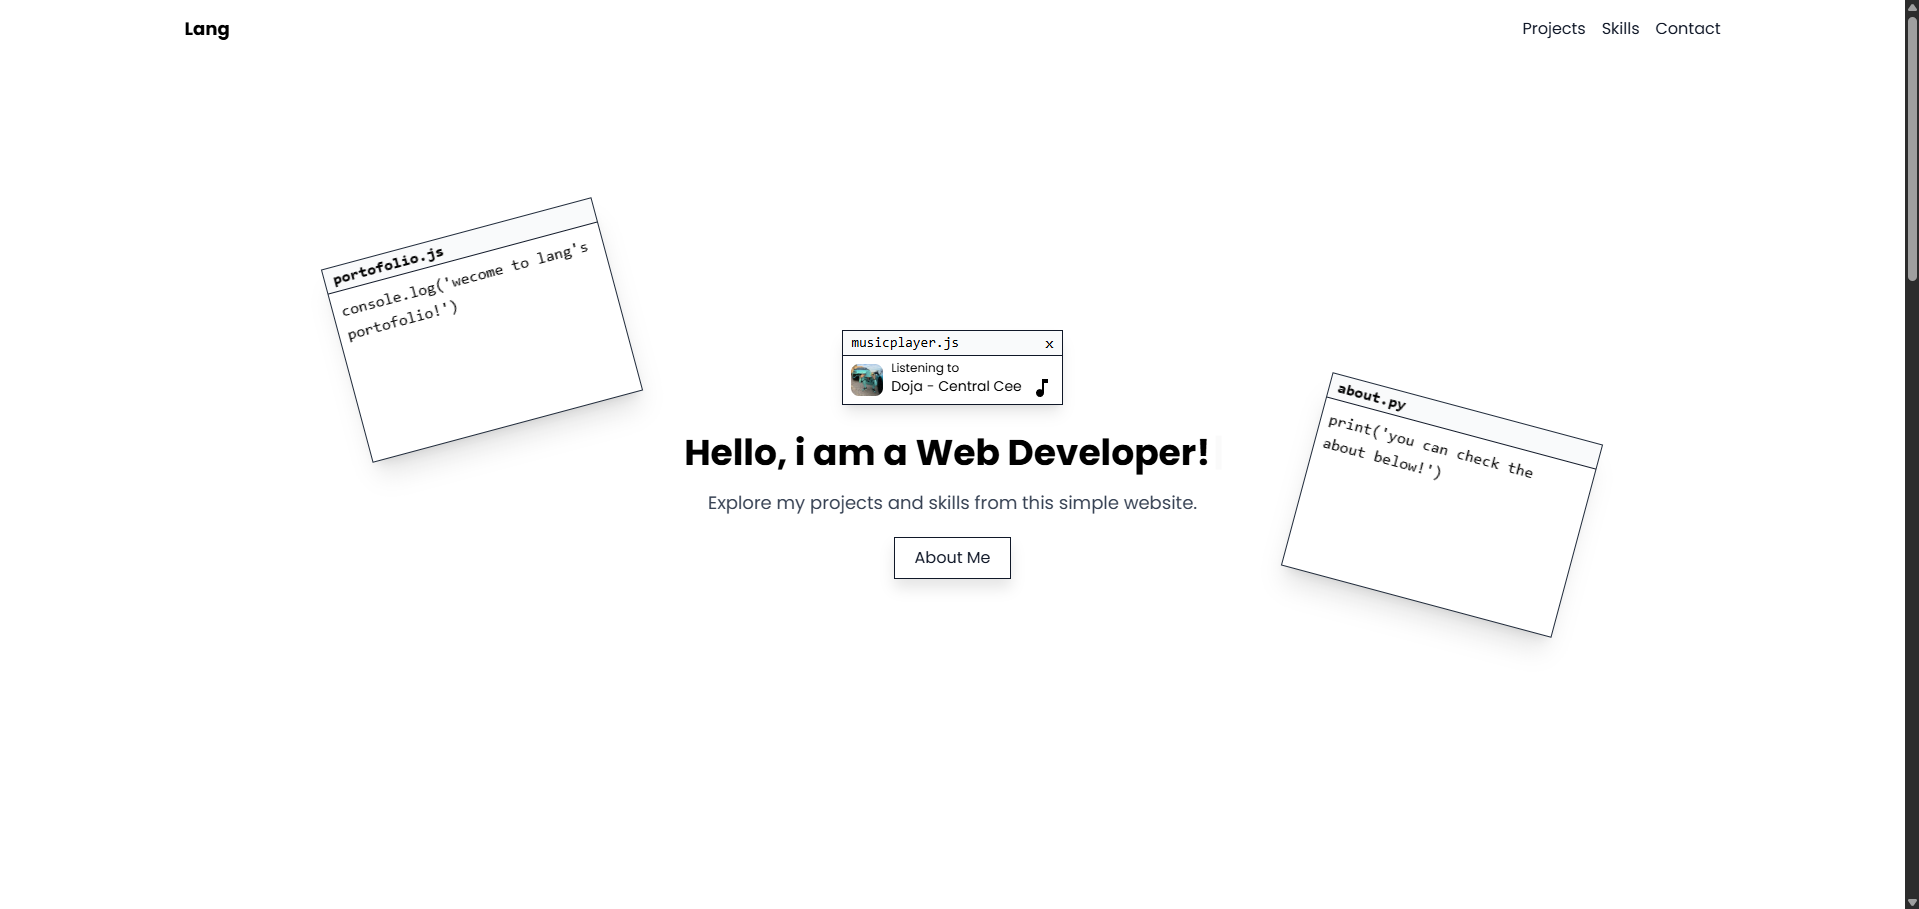 Lang
Projects
Skills
Contact
portofolio.js
console.log('wecome to lang's
portofolio!')
musicplayer.js
x
Listening to
Doja - Central Cee
Hello, i am a Web Developer!
Explore my projects and skills from this simple website.
About Me
about.py
print('you can check the
about below!')